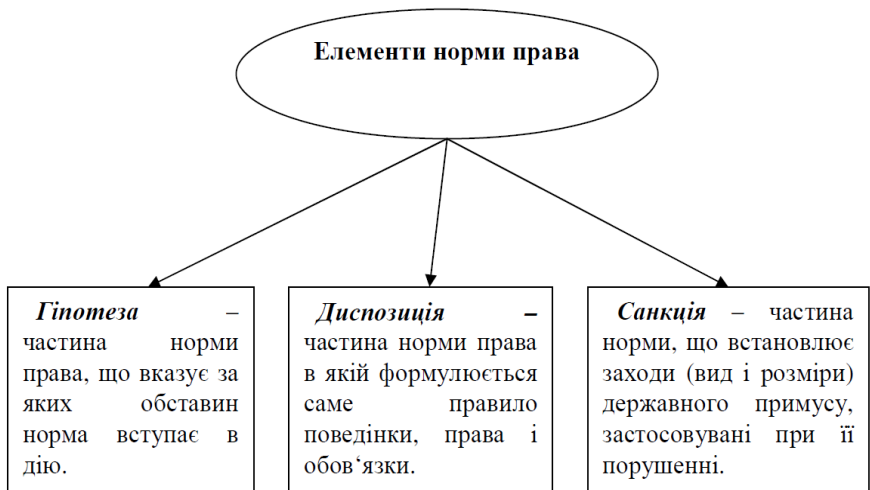 Елементи норми права
Гіпотеза –
частина норми
права, що вказує за
яких обставин
норма вступає в
дію.
Диспозиція –
частина норми права
в якій формулюється
саме правило
поведінки, права і
обов‘язки.
Санкція – частина
норми, що встановлює
заходи (вид і розміри)
державного примусу,
застосовувані при її
порушенні.